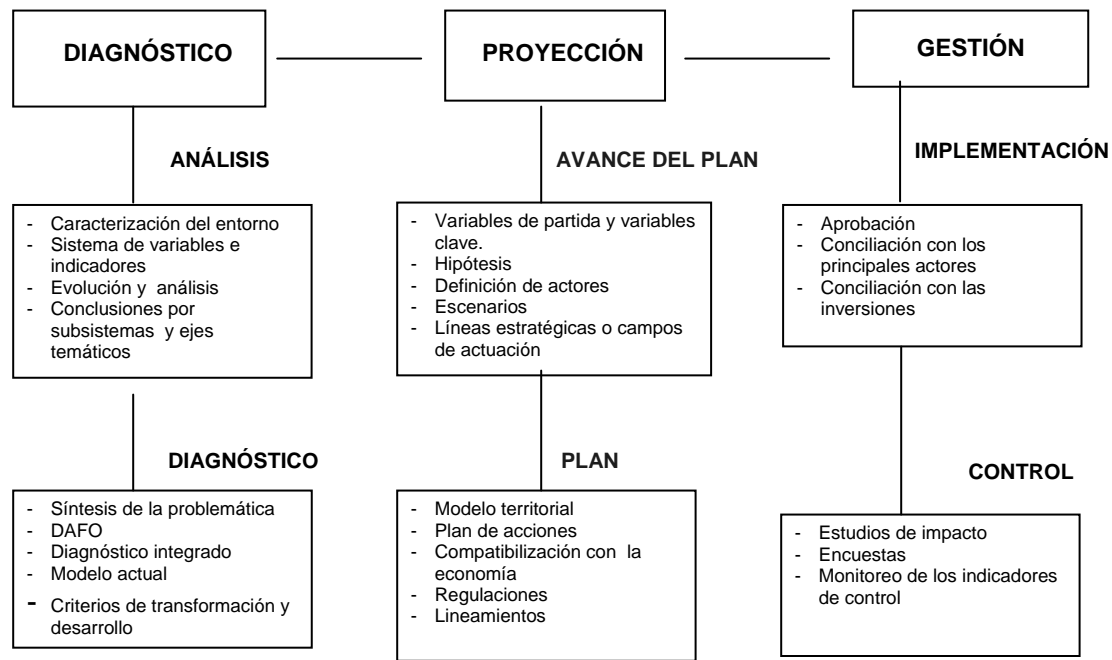 DIAGNÓSTICO
PROYECCIÓN
GESTIÓN
ANÁLISIS
AVANCE DEL PLAN
IMPLEMENTACIÓN
- Caracterización del entorno
- Sistema de variables e
indicadores
- Evolución y análisis
- Conclusiones por
subsistemas y ejes
temáticos
- Variables de partida y variables
clave.
- Hipótesis
- Definición de actores
- Escenarios
- Líneas estratégicas o campos
de actuación
- Aprobación
- Conciliación con los
principales actores
- Conciliación con las
inversiones
DIAGNÓSTICO
PLAN
CONTROL
- Síntesis de la problemática
- DAFO
- Diagnóstico integrado
- Modelo actual
- Criterios de transformación y
desarrollo
- Modelo territorial
- Plan de acciones
- Compatibilización con la
economía
- Regulaciones
- Lineamientos
- Estudios de impacto
- Encuestas
- Monitoreo de los indicadores
de control